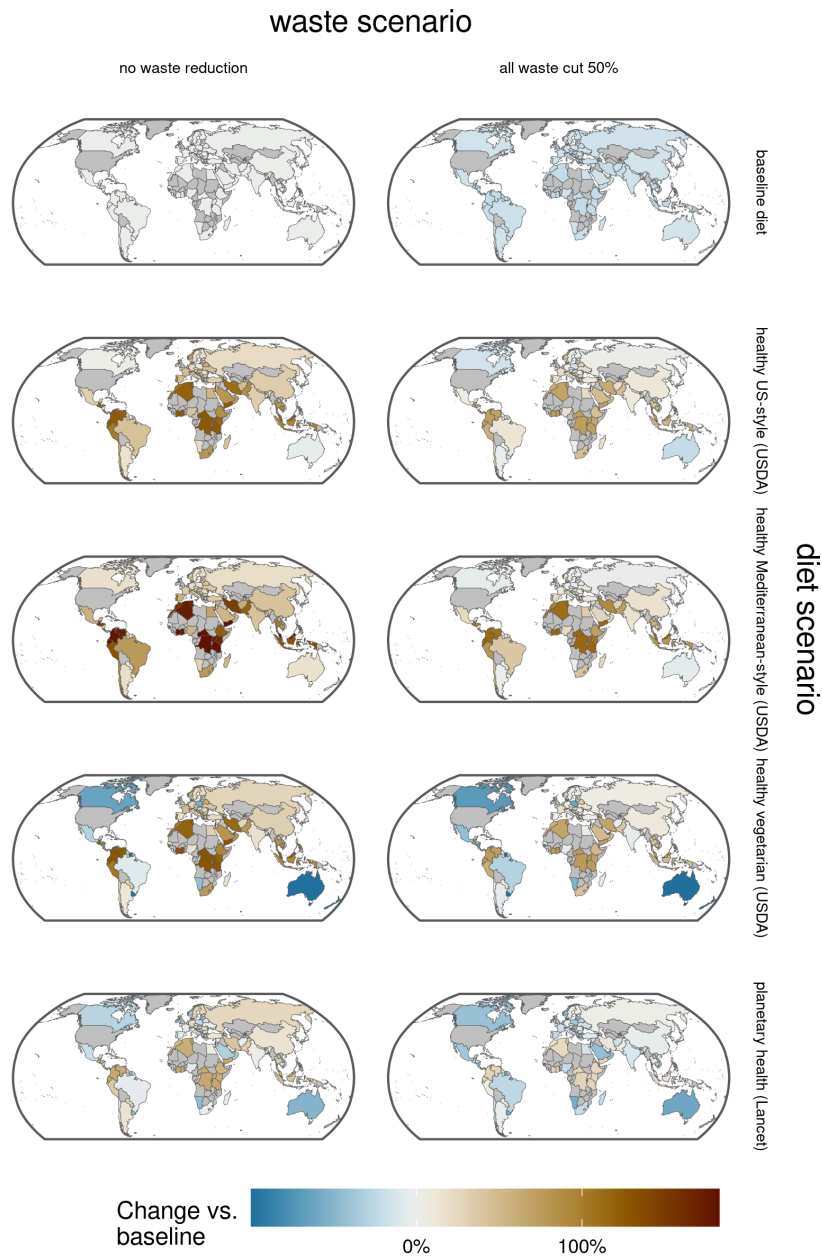 waste scenario
no waste reduction
all waste cut 50%
baseline diet
healthy US-style (USDA)
healthy Mediterranean-style (USDA)
healthy vegetarian (USDA)
planetary health (Lancet)
diet scenario
Change vs.
baseline
0%
100%